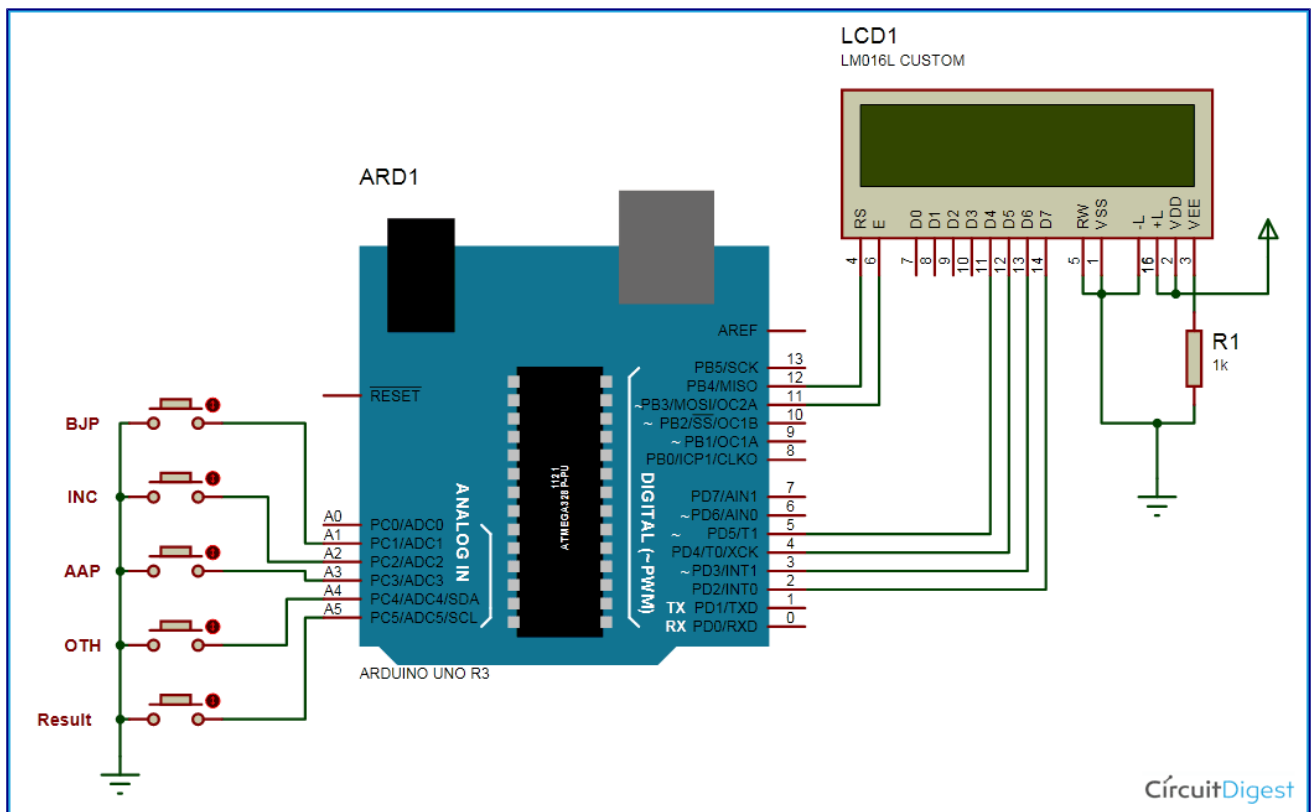 LCD1
LM016L CUSTOM
RS
E
D0
D1
D2
D3
D4
D5
D6
D7
RW
VSS
-L
+L
VDD
VEE
4
6
7
8
9
10
11
12
13
14
5
1
16
2
3
R1
1k
ARD1
RESET
AREF
PB5/SCK 13
PB4/MISO 12
~PB3/MOSI/OC2A 11
~ PB2/SS/OC1B 10
~ PB1/OC1A 9
PB0/ICP1/CLKO 8
PD7/AIN1 7
~PD6/AIN0 6
~ PD5/T1 5
PD4/T0/XCK 4
~PD3/INT1 3
PD2/INT0 2
TX PD1/TXD 1
RX PD0/RXD 0
DIGITAL (~PWM)
1121
ATMEGA328P-PU
ANALOG IN
A0 PC0/ADC0
A1 PC1/ADC1
A2 PC2/ADC2
A3 PC3/ADC3
A4 PC4/ADC4/SDA
A5 PC5/ADC5/SCL
ARDUINO UNO R3
BJP
INC
AAP
OTH
Result
CircuitDigest